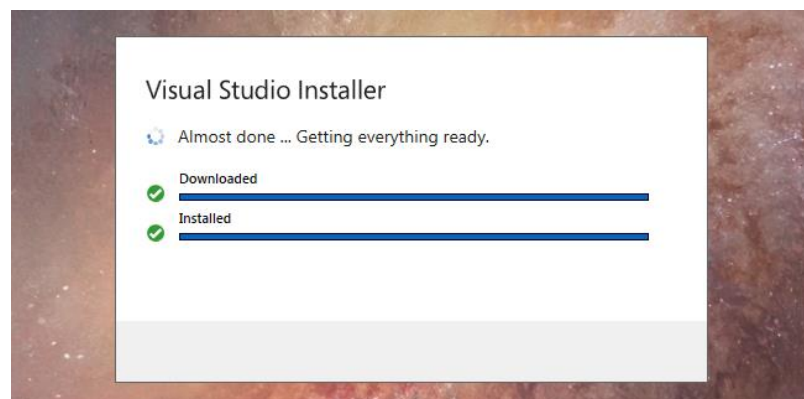 Visual Studio Installer
Almost done ... Getting everything ready.
Downloaded
Installed